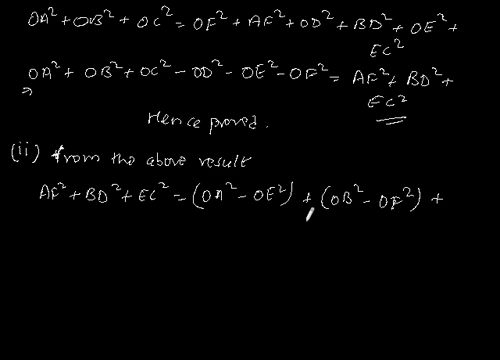 OA² + OB² + OC² = OF² + AF² + OD² + BD² + OE² +
EC²
OA² + OB² + OC² - OD² - OE² - OF² = AF² + BD² +
EC²
Hence proved.
(ii) from the above result
AF² + BD² + EC² = (OA² - OE²) + (OB² - OF²) +